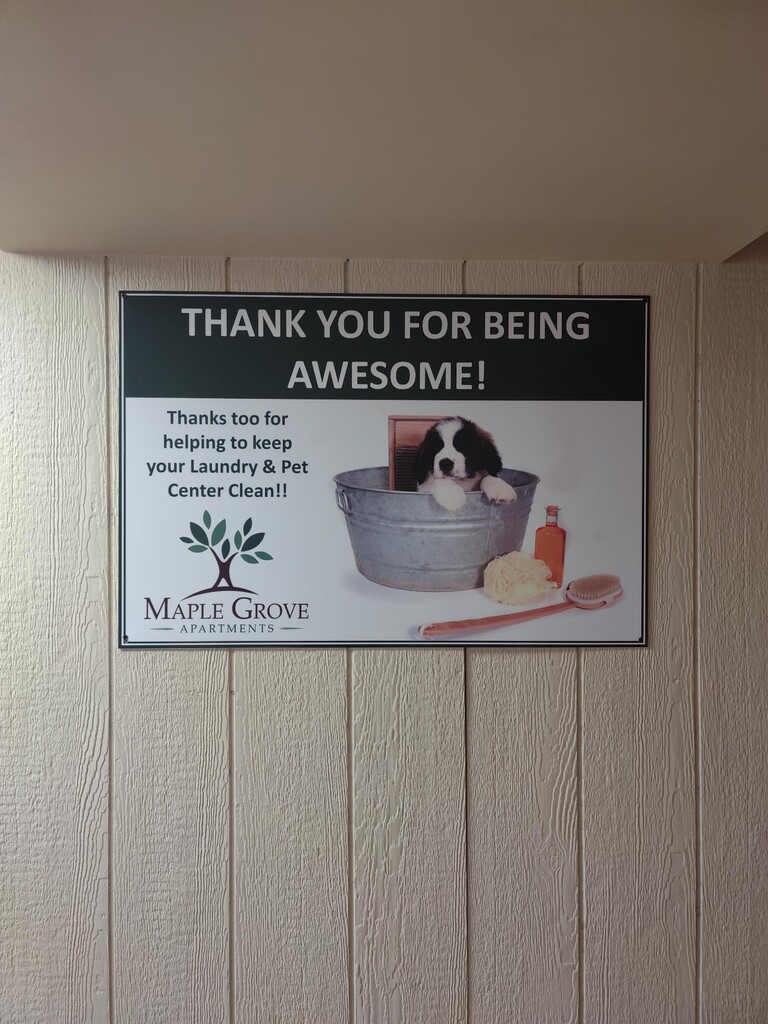 THANK YOU FOR BEING
AWESOME!
Thanks too for
helping to keep
your Laundry & Pet
Center Clean!!
MAPLE GROVE
APARTMENTS